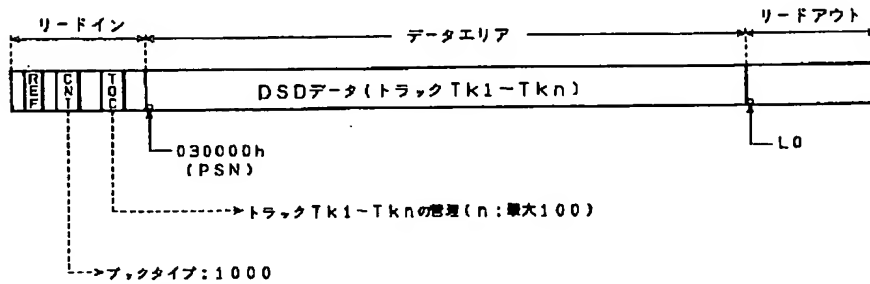 リードイン
データエリア
リードアウト
REF
CNT
TOC
DSDデータ(トラックTk1~Tkn)
030000h
(PSN)
LO
トラックTk1~Tknの管理(n:最大100)
ブックタイプ:1000